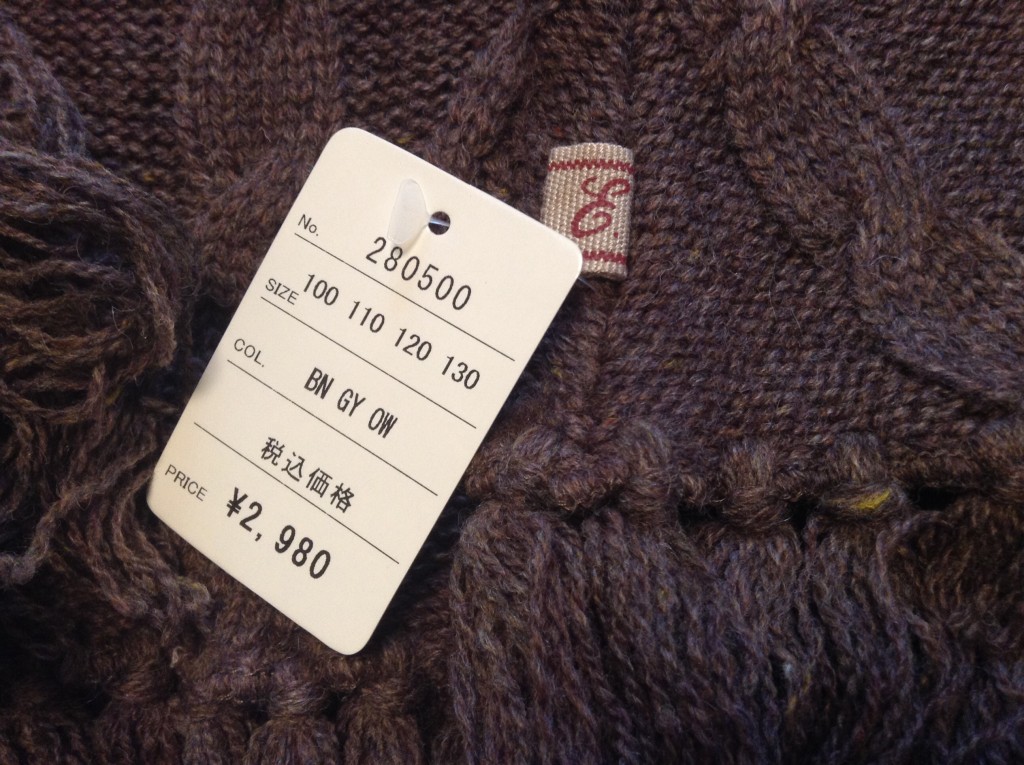 No. 280500
SIZE 100 110 120 130
COL. BN GY OW
税込価格
PRICE ¥2,980